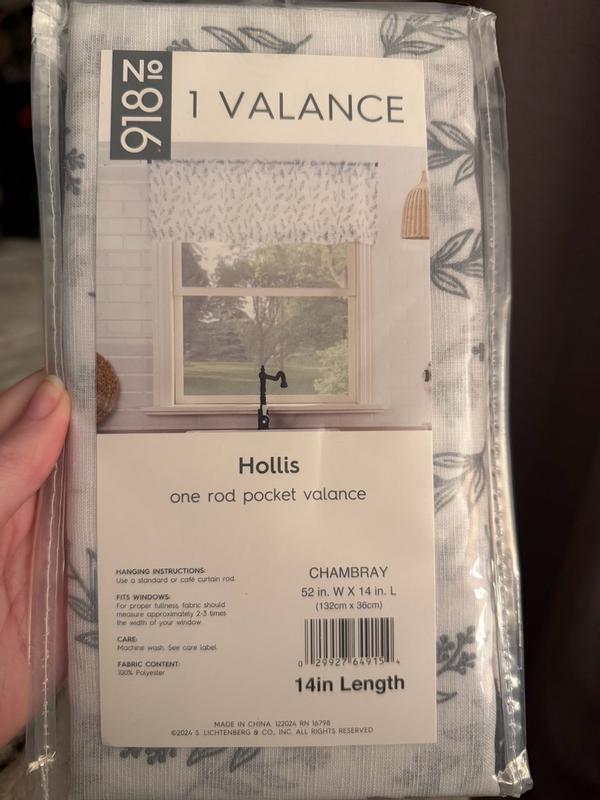 No 918
1 VALANCE
Hollis
one rod pocket valance
HANGING INSTRUCTIONS:
Use a standard or café curtain rod.
FITS WINDOWS:
For proper fullness, fabric should
measure approximately 2-3 times
the width of your window.
CARE:
Machine wash. See care label.
FABRIC CONTENT:
100% Polyester
CHAMBRAY
52 in. W X 14 in. L
(132cm x 36cm)
0 29927 64915 4
14in Length
MADE IN CHINA 122024 RN 16798
©2024 S. LICHTENBERG & CO., INC. ALL RIGHTS RESERVED